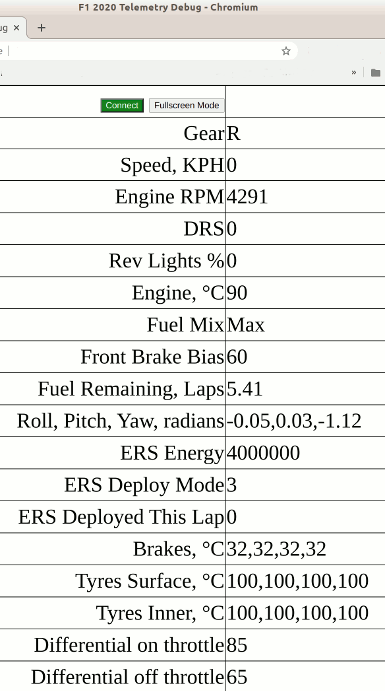 F1 2020 Telemetry Debug - Chromium
ug × +
e |
»
Connect Fullscreen Mode
Gear R
Speed, KPH 0
Engine RPM 4291
DRS 0
Rev Lights % 0
Engine, °C 90
Fuel Mix Max
Front Brake Bias 60
Fuel Remaining, Laps 5.41
Roll, Pitch, Yaw, radians -0.05,0.03,-1.12
ERS Energy 4000000
ERS Deploy Mode 3
ERS Deployed This Lap 0
Brakes, °C 32,32,32,32
Tyres Surface, °C 100,100,100,100
Tyres Inner, °C 100,100,100,100
Differential on throttle 85
Differential off throttle 65